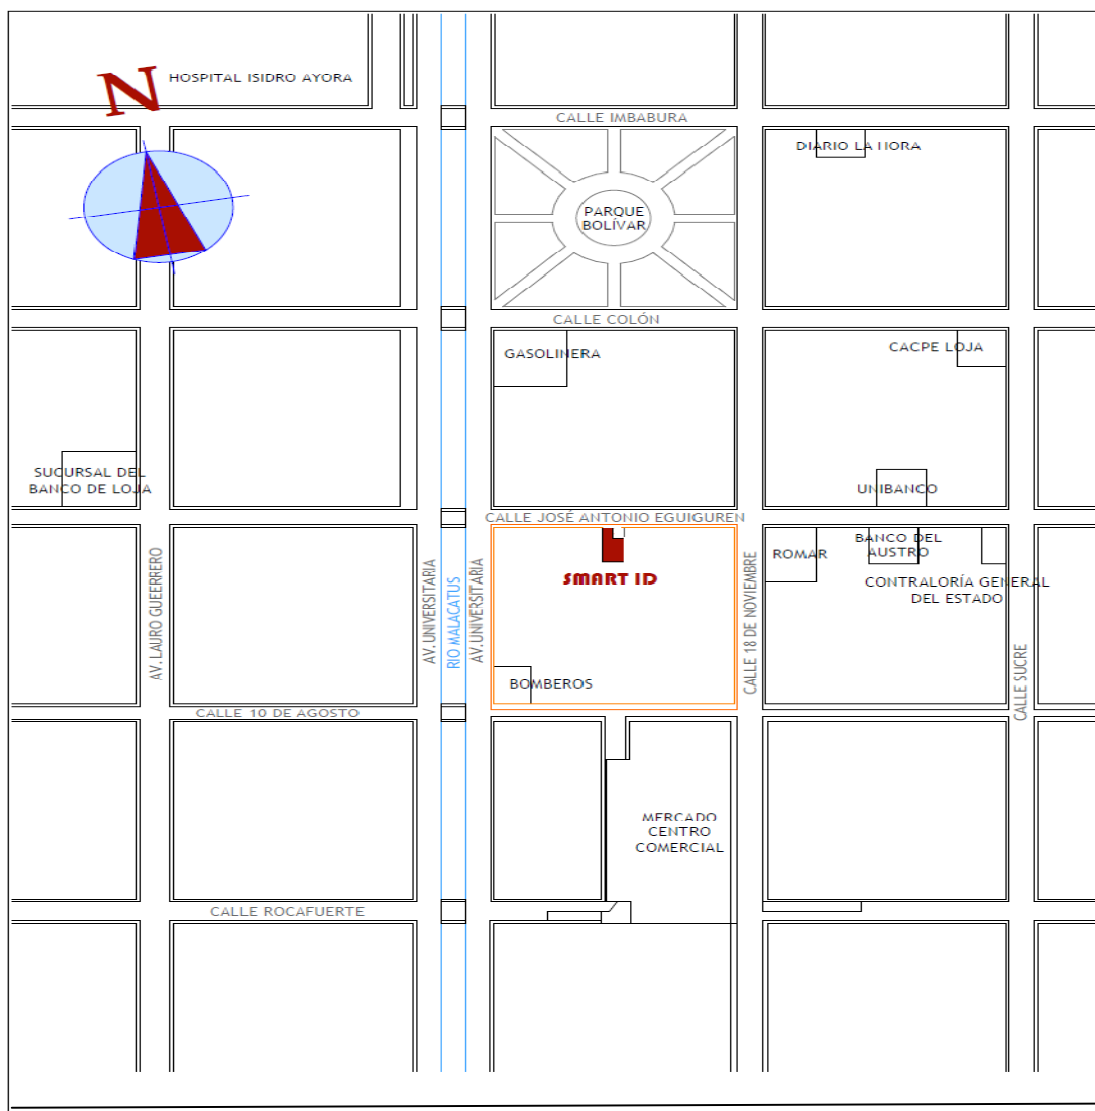 N
HOSPITAL ISIDRO AYORA
CALLE IMBABURA
DIARIO LA HORA
PARQUE
BOLÍVAR
CALLE COLÓN
GASOLINERA
CACPE LOJA
SUCURSAL DEL
BANCO DE LOJA
UNIBANCO
CALLE JOSÉ ANTONIO EGUIGUREN
ROMAR
BANCO DEL
AUSTRO
SMART ID
CONTRALORÍA GENERAL
DEL ESTADO
AV. LAURO GUEERRERO
AV.UNIVERSITARIA
RIO MALACATUS
AV.UNIVERSITARIA
CALLE 18 DE NOVIEMBRE
CALLE SUCRE
BOMBEROS
CALLE 10 DE AGOSTO
MERCADO
CENTRO
COMERCIAL
CALLE ROCAFUERTE